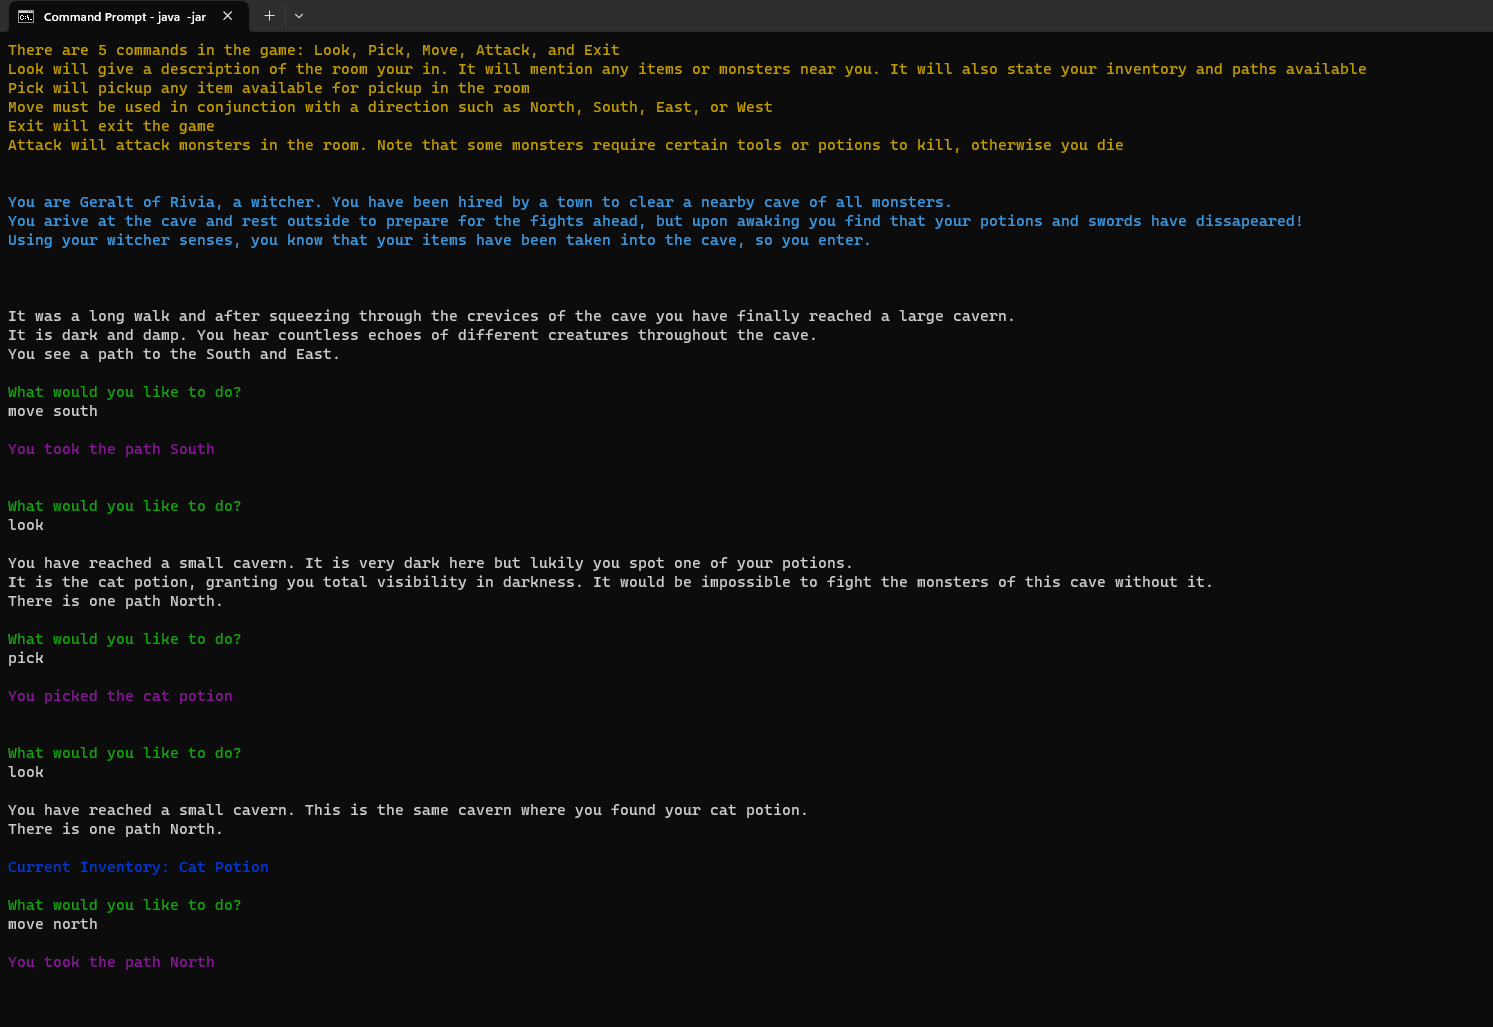 Command Prompt - java -jar
There are 5 commands in the game: Look, Pick, Move, Attack, and Exit
Look will give a description of the room your in. It will mention any items or monsters near you. It will also state your inventory and paths available
Pick will pickup any item available for pickup in the room
Move must be used in conjunction with a direction such as North, South, East, or West
Exit will exit the game
Attack will attack monsters in the room. Note that some monsters require certain tools or potions to kill, otherwise you die
You are Geralt of Rivia, a witcher. You have been hired by a town to clear a nearby cave of all monsters.
You arive at the cave and rest outside to prepare for the fights ahead, but upon awaking you find that your potions and swords have dissapeared!
Using your witcher senses, you know that your items have been taken into the cave, so you enter.
It was a long walk and after squeezing through the crevices of the cave you have finally reached a large cavern.
It is dark and damp. You hear countless echoes of different creatures throughout the cave.
You see a path to the South and East.
What would you like to do?
move south
You took the path South
What would you like to do?
look
You have reached a small cavern. It is very dark here but lukily you spot one of your potions.
It is the cat potion, granting you total visibility in darkness. It would be impossible to fight the monsters of this cave without it.
There is one path North.
What would you like to do?
pick
You picked the cat potion
What would you like to do?
look
You have reached a small cavern. This is the same cavern where you found your cat potion.
There is one path North.
Current Inventory: Cat Potion
What would you like to do?
move north
You took the path North